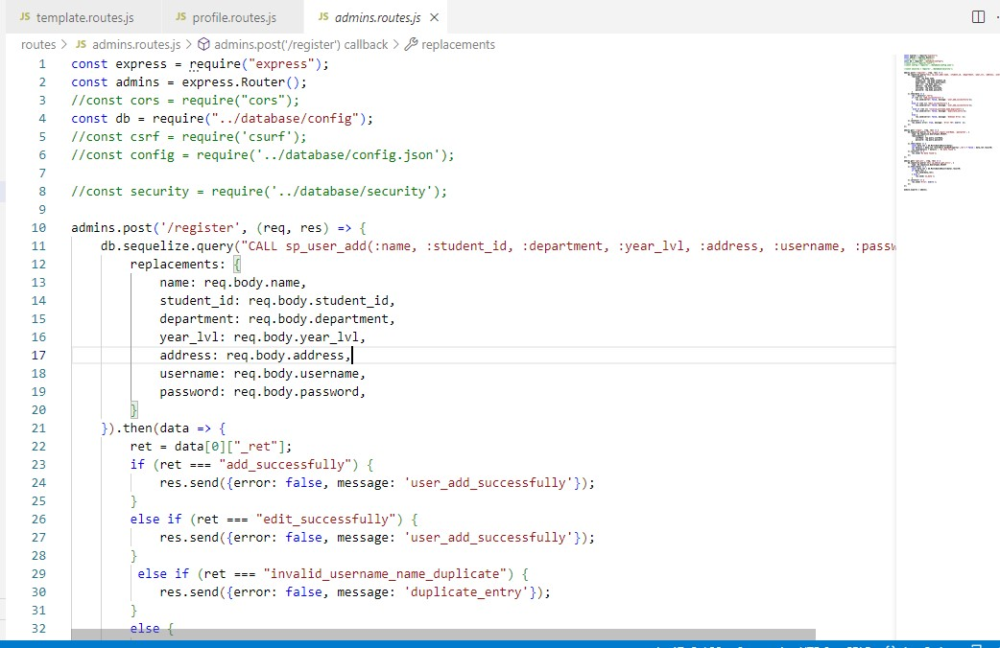 JS template.routes.js JS profile.routes.js JS admins.routes.js
routes > JS admins.routes.js > admins.post('/register') callback > replacements
1 const express = require("express");
2 const admins = express.Router();
3 //const cors = require("cors");
4 const db = require("../database/config");
5 //const csrf = require('csurf');
6 //const config = require('../database/config.json');
7
8 //const security = require('../database/security');
9
10 admins.post('/register', (req, res) => {
11 db.sequelize.query("CALL sp_user_add(:name, :student_id, :department, :year_lvl, :address, :username, :passw
12 replacements: {
13 name: req.body.name,
14 student_id: req.body.student_id,
15 department: req.body.department,
16 year_lvl: req.body.year_lvl,
17 address: req.body.address,
18 username: req.body.username,
19 password: req.body.password,
20 }
21 }).then(data => {
22 ret = data[0]["_ret"];
23 if (ret === "add_successfully") {
24 res.send({error: false, message: 'user_add_successfully'});
25 }
26 else if (ret === "edit_successfully") {
27 res.send({error: false, message: 'user_add_successfully'});
28 }
29 else if (ret === "invalid_username_name_duplicate") {
30 res.send({error: false, message: 'duplicate_entry'});
31 }
32 else {